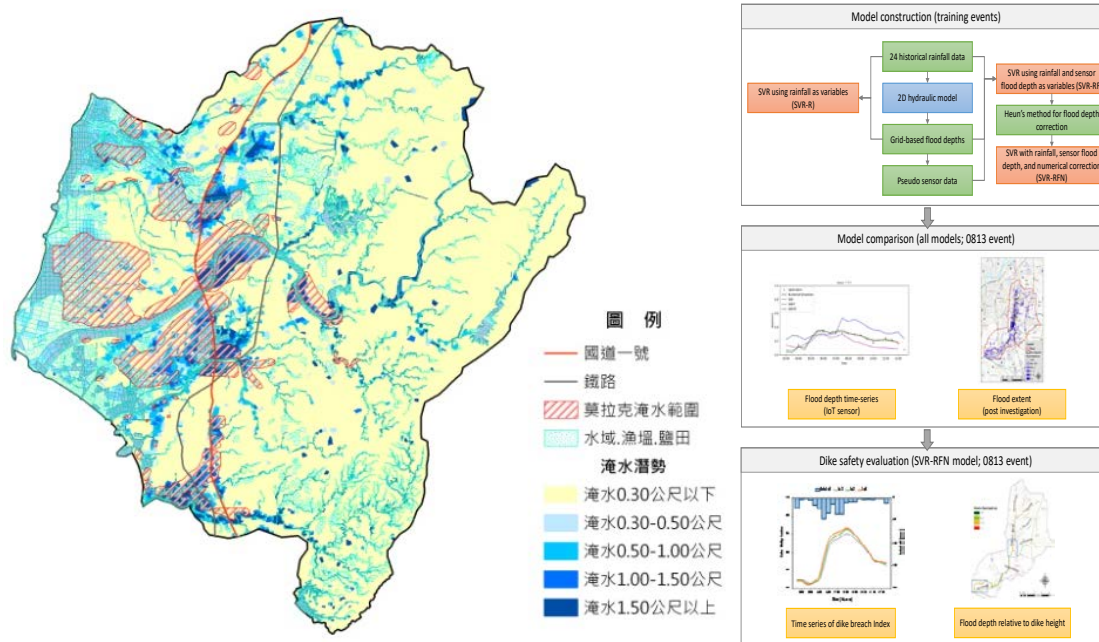 圖 例
國道一號
鐵路
莫拉克淹水範圍
水域.漁塭.鹽田
淹水潛勢
淹水0.30公尺以下
淹水0.30-0.50公尺
淹水0.50-1.00公尺
淹水1.00-1.50公尺
淹水1.50公尺以上
Model construction (training events)
24 historical rainfall data
SVR using rainfall as variables
(SVR-R)
2D hydraulic model
Grid-based flood depths
Pseudo sensor data
SVR using rainfall and sensor
flood depth as variables (SVR-RF)
Heun's method for flood depth
correction
SVR with rainfall, sensor flood
depth, and numerical correction
(SVR-RFN)
Model comparison (all models; 0813 event)
Flood depth time-series
(IoT sensor)
Flood extent
(post investigation)
Dike safety evaluation (SVR-RFN model; 0813 event)
Time series of dike breach Index
Flood depth relative to dike height